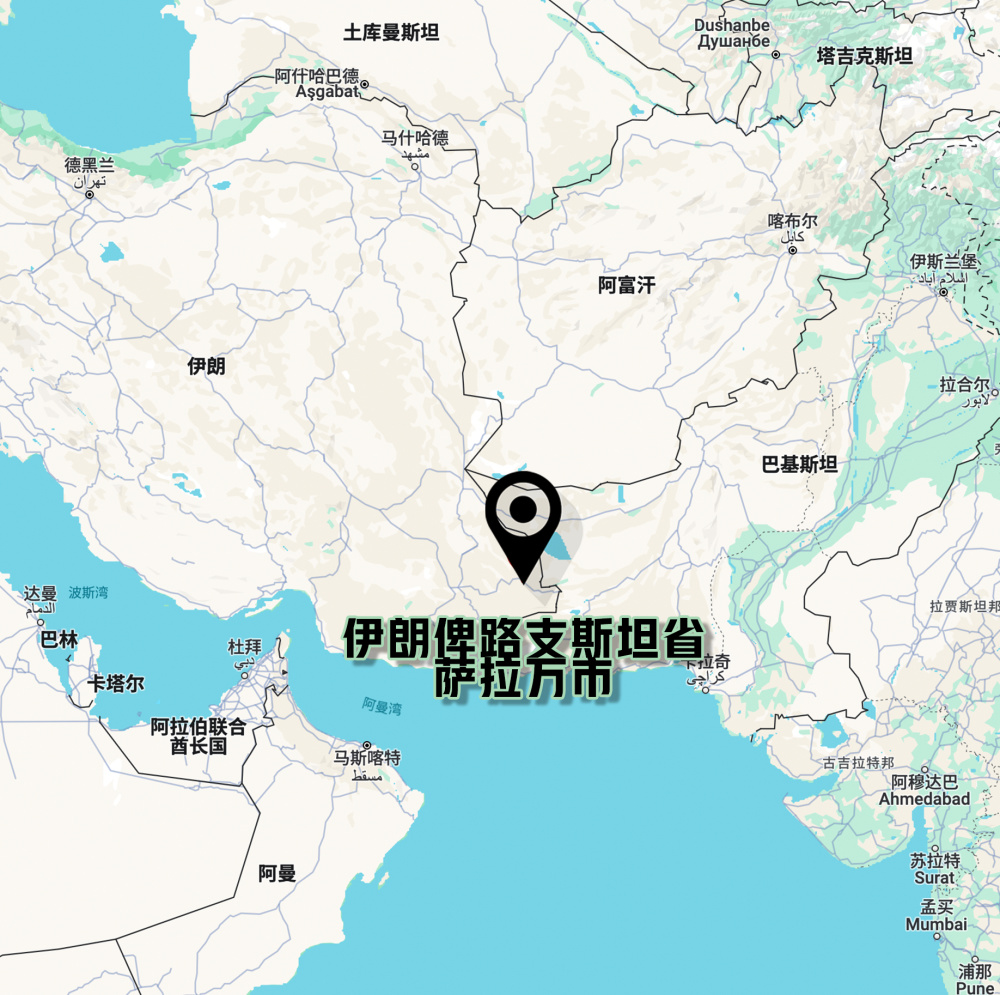 Dushanbe
Душанбе
土库曼斯坦
塔吉克斯坦
阿什哈巴德
Aşgabat
马什哈德
مشهد
德黑兰
تهران
喀布尔
کابل
伊斯兰堡
اسلام آباد
阿富汗
伊朗
拉合尔
لاہور
巴基斯坦
达曼
الدمام
波斯湾
拉贾斯坦邦
巴林
杜拜
دبي
伊朗俾路支斯坦省
萨拉万市
卡拉奇
کراچی
卡塔尔
阿曼湾
阿拉伯联合
酋长国
马斯喀特
مسقط
古吉拉特邦
阿穆达巴
Ahmedabad
阿曼
苏拉特
Surat
孟买
Mumbai
浦那
Pune